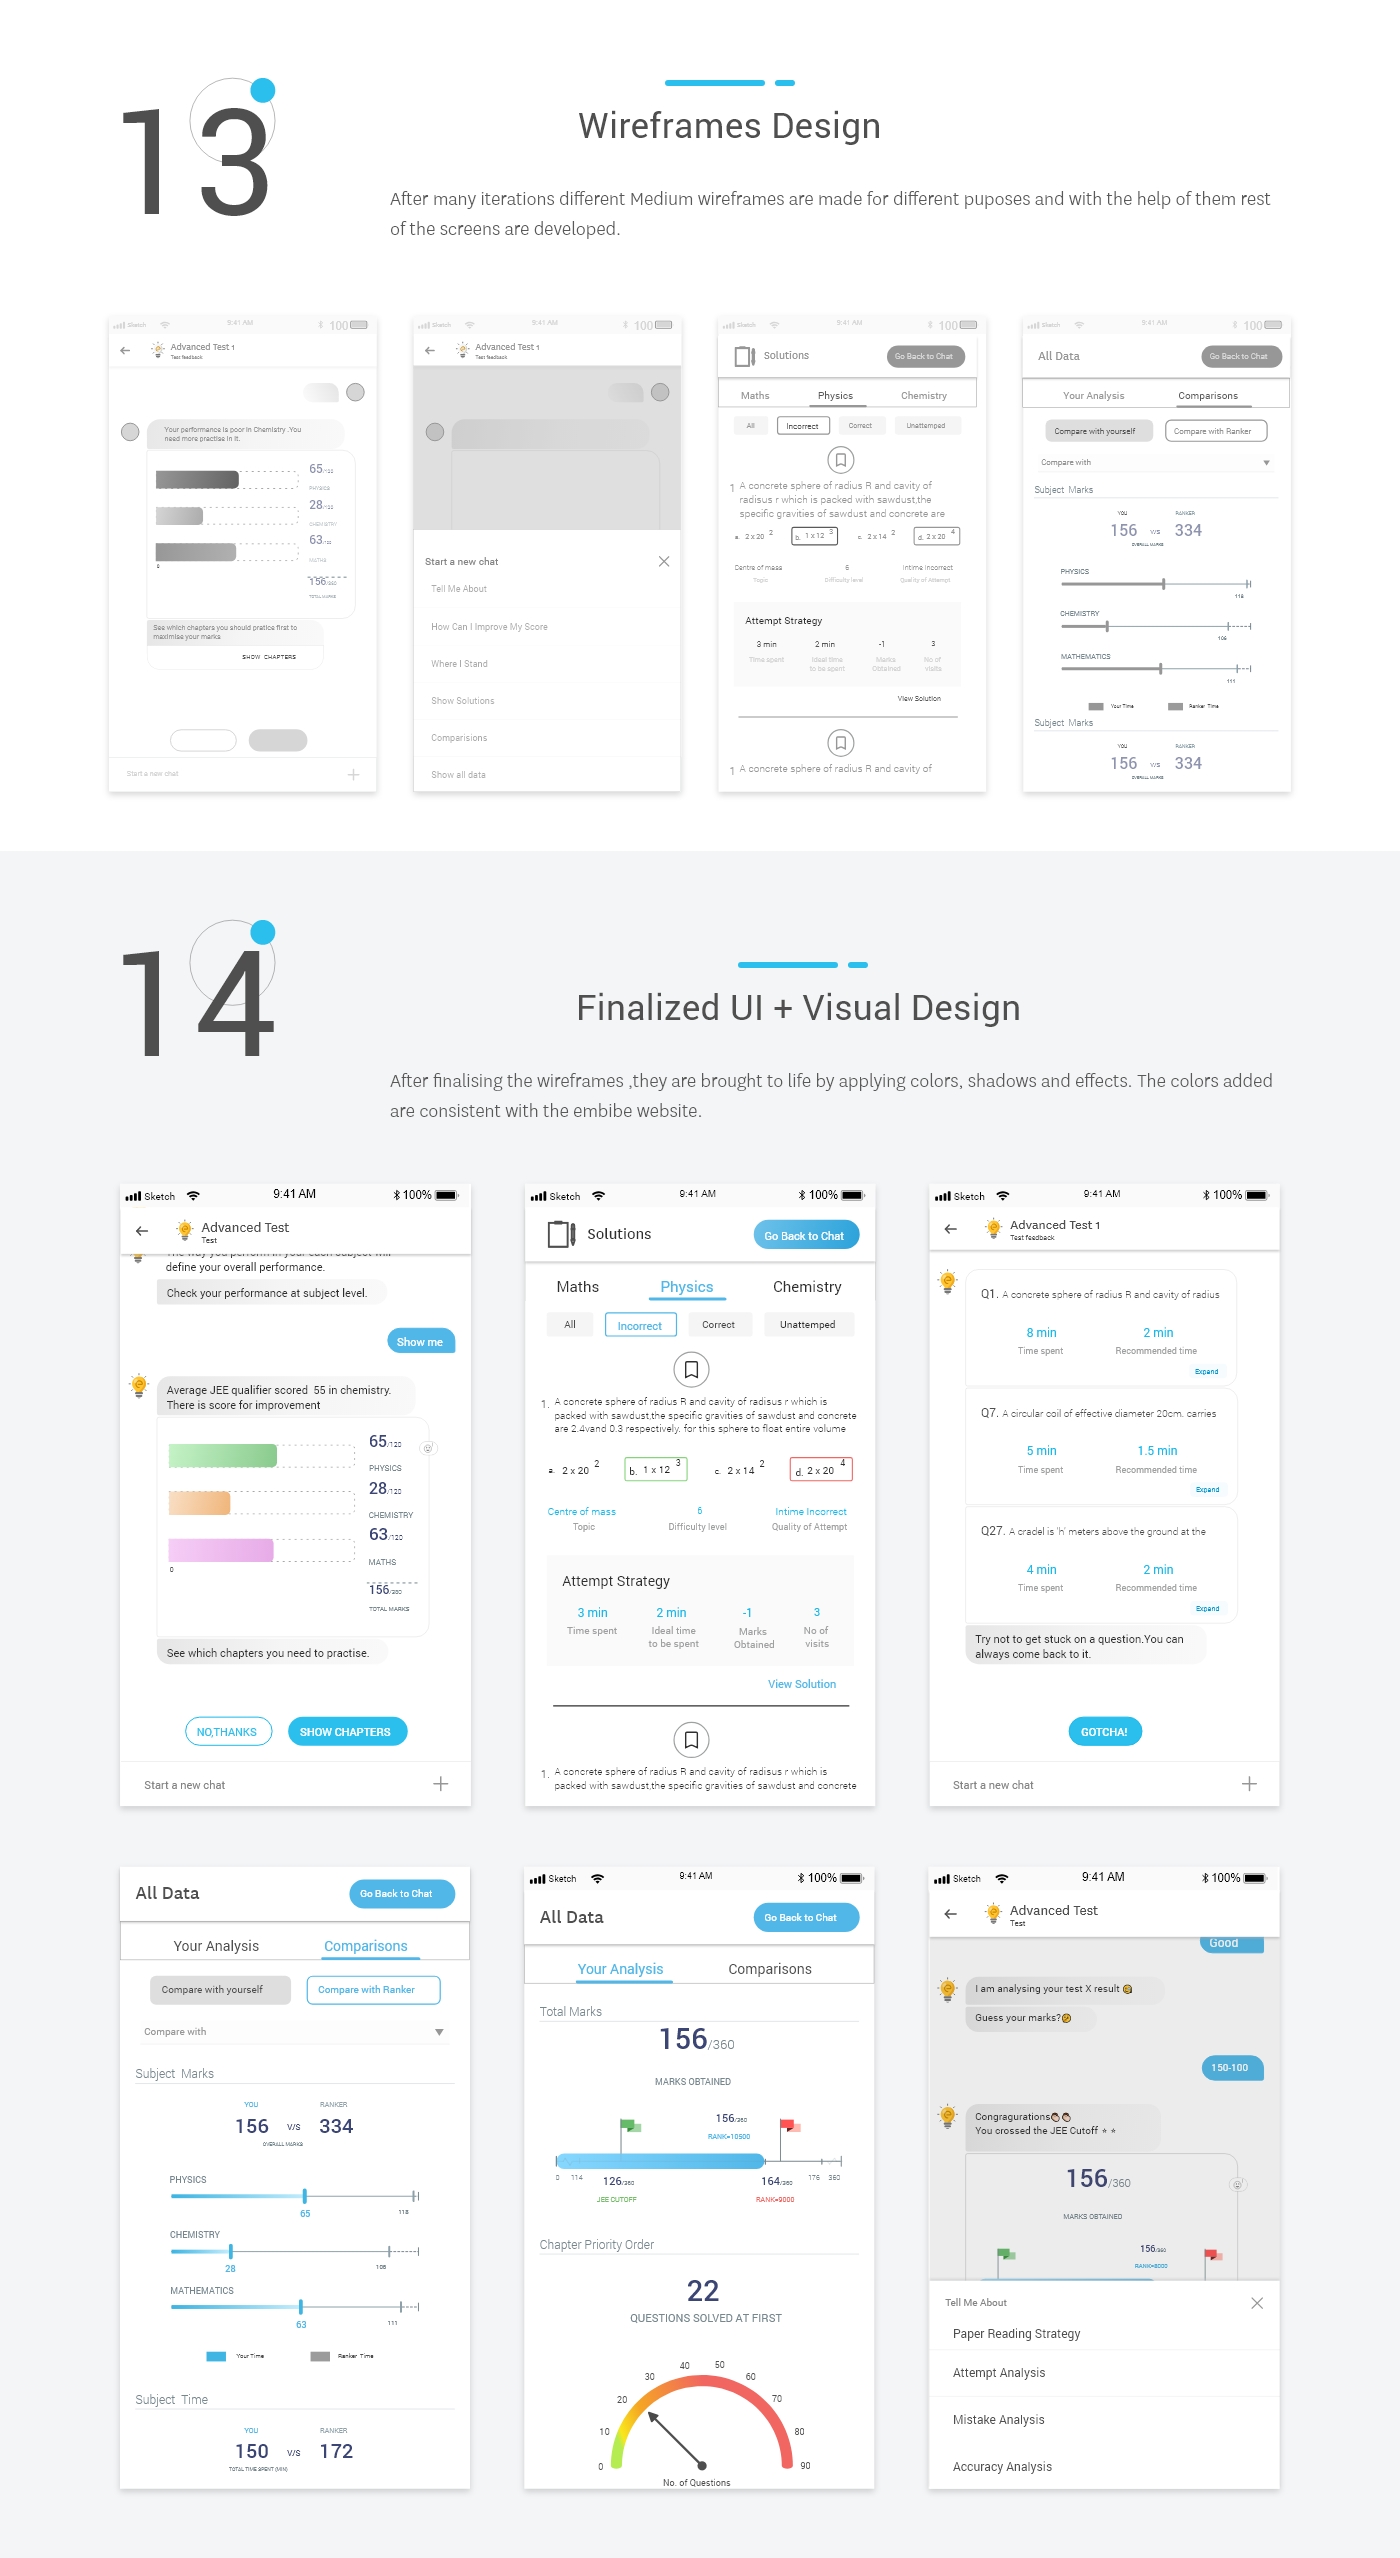 13
Wireframes Design
After many iterations different Medium wireframes are made for different puposes and with the help of them rest
of the screens are developed.
Sketch 9:41 AM 100
Advanced Test 1
Test feedback
Your performance is poor in Chemistry .You
need more practise in it.
65/120
PHYSICS
28/120
CHEMISTRY
63/120
MATHS
0
156/360
TOTAL MARKS
See which chapters you should pratice first to
maximise your marks
SHOW CHAPTERS
Start a new chat
Sketch 9:41 AM 100
Advanced Test 1
Test feedback
Start a new chat
Tell Me About
How Can I Improve My Score
Where I Stand
Show Solutions
Comparisions
Show all data
Sketch 9:41 AM 100
Solutions Go Back to Chat
Maths Physics Chemistry
All Incorrect Correct Unattemped
1 A concrete sphere of radius R and cavity of
radisus r which is packed with sawdust,the
specific gravities of sawdust and concrete are
a. 2 x 20 2 b. 1 x 12 3 c. 2 x 14 2 d. 2 x 20 4
Centre of mass 6 Intime Incorrect
Topic Difficulty level Quality of Attempt
Attempt Strategy
3 min 2 min -1 3
Time spent Ideal time Marks No of
to be spent Obtained visits
View Solution
1 A concrete sphere of radius R and cavity of
Sketch 9:41 AM 100
All Data Go Back to Chat
Your Analysis Comparisons
Compare with yourself Compare with Ranker
Compare with
Subject Marks
YOU RANKER
156 V/S 334
OVERALL MARKS
PHYSICS
118
CHEMISTRY
106
MATHEMATICS
111
Your Time Ranker Time
Subject Marks
YOU RANKER
156 V/S 334
OVERALL MARKS
14
Finalized UI + Visual Design
After finalising the wireframes ,they are brought to life by applying colors, shadows and effects. The colors added
are consistent with the embibe website.
Sketch 9:41 AM 100%
Advanced Test
Test
define your overall performance.
Check your performance at subject level.
Show me
Average JEE qualifier scored 55 in chemistry.
There is score for improvement
65/120
PHYSICS
28/120
CHEMISTRY
63/120
MATHS
0
156/360
TOTAL MARKS
See which chapters you need to practise.
NO,THANKS SHOW CHAPTERS
Start a new chat
Sketch 9:41 AM 100%
Solutions Go Back to Chat
Maths Physics Chemistry
All Incorrect Correct Unattemped
1. A concrete sphere of radius R and cavity of radisus r which is
packed with sawdust,the specific gravities of sawdust and concrete
are 2.4vand 0.3 respectively. for this sphere to float entire volume
a. 2 x 20 2 b. 1 x 12 3 c. 2 x 14 2 d. 2 x 20 4
Centre of mass 6 Intime Incorrect
Topic Difficulty level Quality of Attempt
Attempt Strategy
3 min 2 min -1 3
Time spent Ideal time Marks No of
to be spent Obtained visits
View Solution
1. A concrete sphere of radius R and cavity of radisus r which is
packed with sawdust,the specific gravities of sawdust and concrete
Sketch 9:41 AM 100%
Advanced Test 1
Test feedback
Q1. A concrete sphere of radius R and cavity of radius
8 min 2 min
Time spent Recommended time
Expand
Q7. A circular coil of effective diameter 20cm. carries
5 min 1.5 min
Time spent Recommended time
Expand
Q27. A cradel is 'h' meters above the ground at the
4 min 2 min
Time spent Recommended time
Expand
Try not to get stuck on a question.You can
always come back to it.
GOTCHA!
Start a new chat
All Data Go Back to Chat
Your Analysis Comparisons
Compare with yourself Compare with Ranker
Compare with
Subject Marks
YOU RANKER
156 V/S 334
OVERALL MARKS
PHYSICS
65 118
CHEMISTRY
28 106
MATHEMATICS
63 111
Your Time Ranker Time
Subject Time
YOU RANKER
150 V/S 172
TOTAL TIME SPENT (MIN)
Sketch 9:41 AM 100%
All Data Go Back to Chat
Your Analysis Comparisons
Total Marks
156/360
MARKS OBTAINED
156/360
RANK=10500
0 114 126/360 164/360 176 360
JEE CUTOFF RANK=9000
Chapter Priority Order
22
QUESTIONS SOLVED AT FIRST
0 10 20 30 40 50 60 70 80 90
No. of Questions
Sketch 9:41 AM 100%
Advanced Test
Test
Good
I am analysing your test X result
Guess your marks?
150-100
Congragurations
You crossed the JEE Cutoff
156/360
MARKS OBTAINED
156/360
RANK=8000
Tell Me About
Paper Reading Strategy
Attempt Analysis
Mistake Analysis
Accuracy Analysis